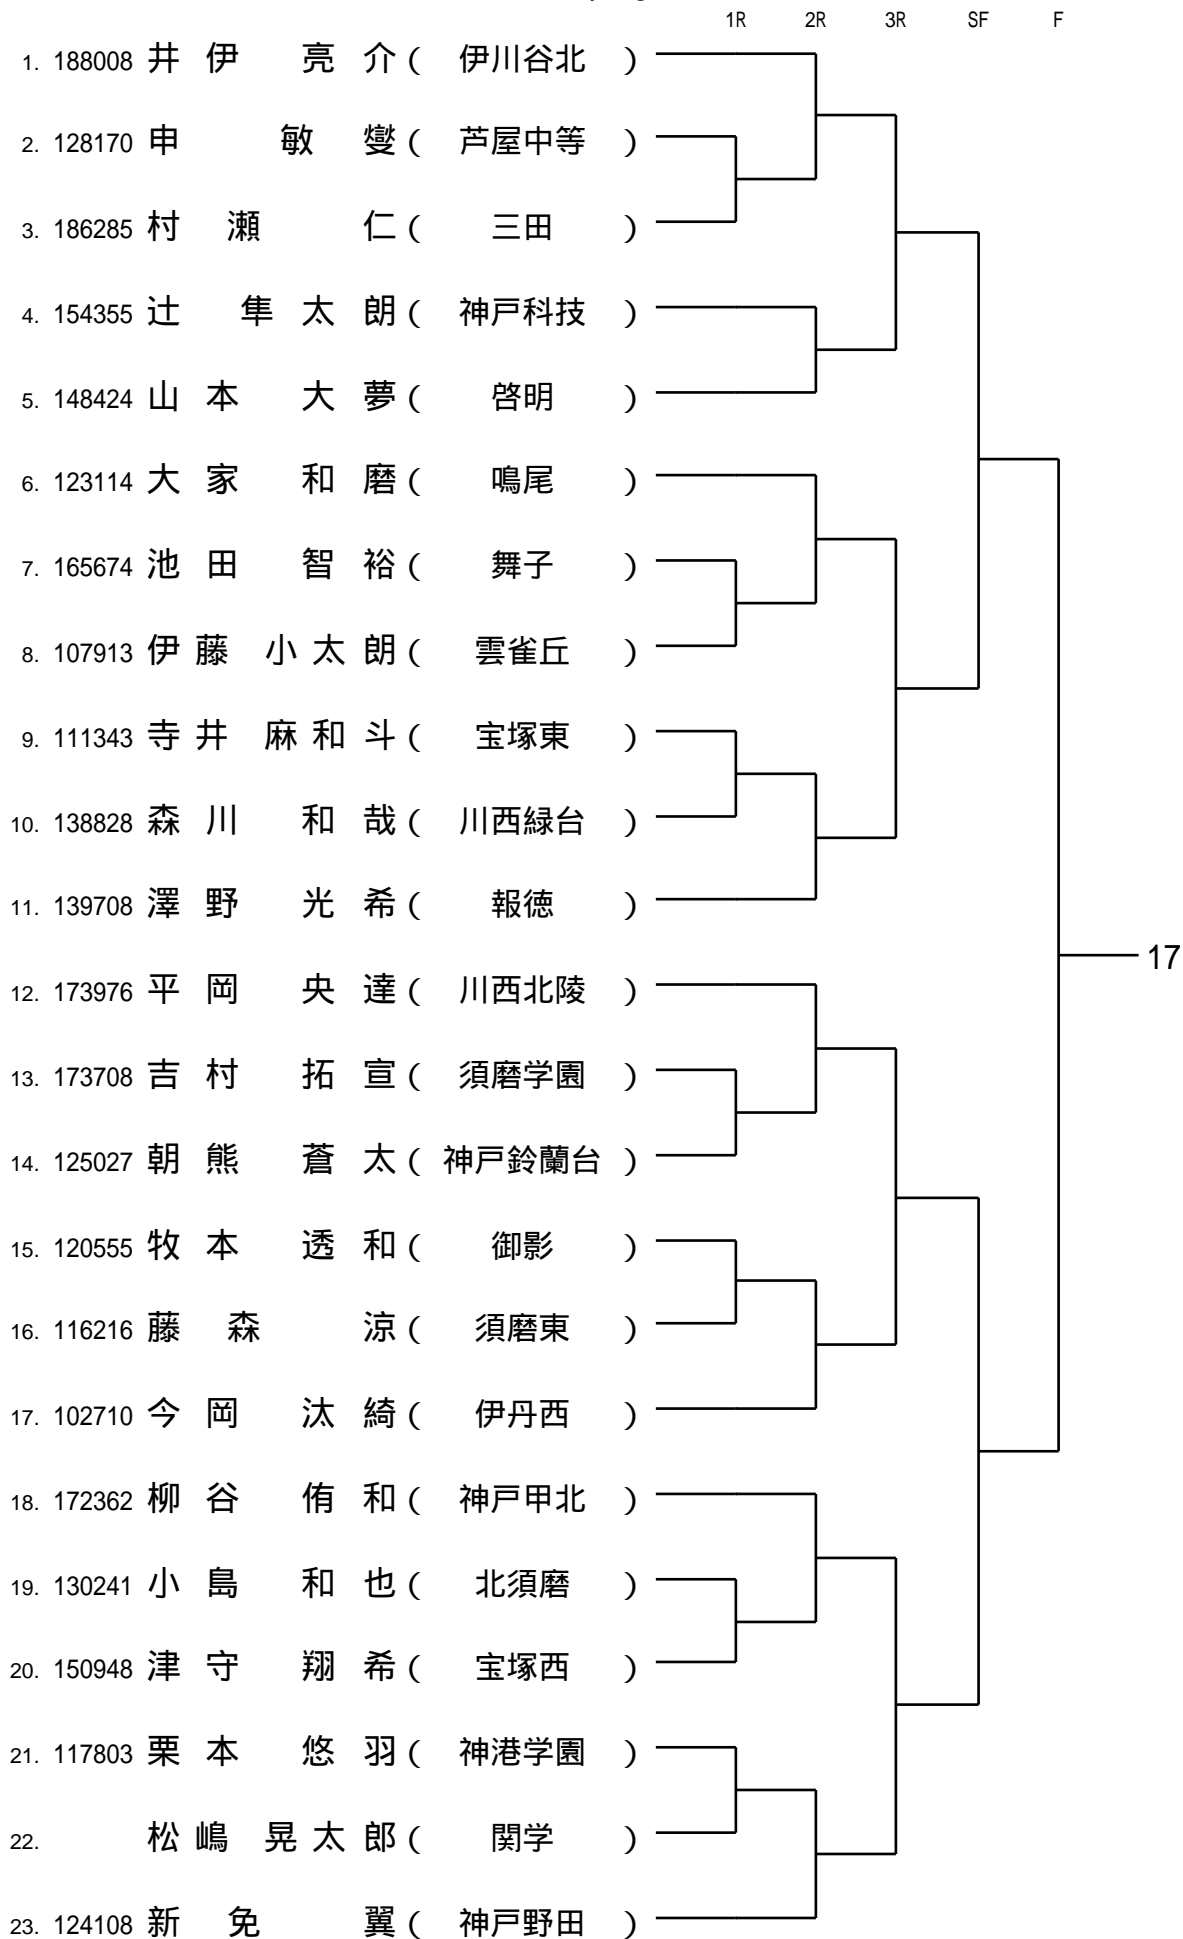 1R 2R 3R SF F
1. 188008 井伊 亮介 ( 伊川谷北 )
2. 128170 申 敏燮 ( 芦屋中等 )
3. 186285 村瀬 仁 ( 三田 )
4. 154355 辻 隼太朗 ( 神戸科技 )
5. 148424 山本 大夢 ( 啓明 )
6. 123114 大家 和磨 ( 鳴尾 )
7. 165674 池田 智裕 ( 舞子 )
8. 107913 伊藤 小太朗 ( 雲雀丘 )
9. 111343 寺井 麻和斗 ( 宝塚東 )
10. 138828 森川 和哉 ( 川西緑台 )
11. 139708 澤野 光希 ( 報徳 )
17
12. 173976 平岡 央達 ( 川西北陵 )
13. 173708 吉村 拓宣 ( 須磨学園 )
14. 125027 朝熊 蒼太 ( 神戸鈴蘭台 )
15. 120555 牧本 透和 ( 御影 )
16. 116216 藤森 涼 ( 須磨東 )
17. 102710 今岡 汰綺 ( 伊丹西 )
18. 172362 柳谷 侑和 ( 神戸甲北 )
19. 130241 小島 和也 ( 北須磨 )
20. 150948 津守 翔希 ( 宝塚西 )
21. 117803 栗本 悠羽 ( 神港学園 )
22. 松嶋 晃太郎 ( 関学 )
23. 124108 新免 翼 ( 神戸野田 )